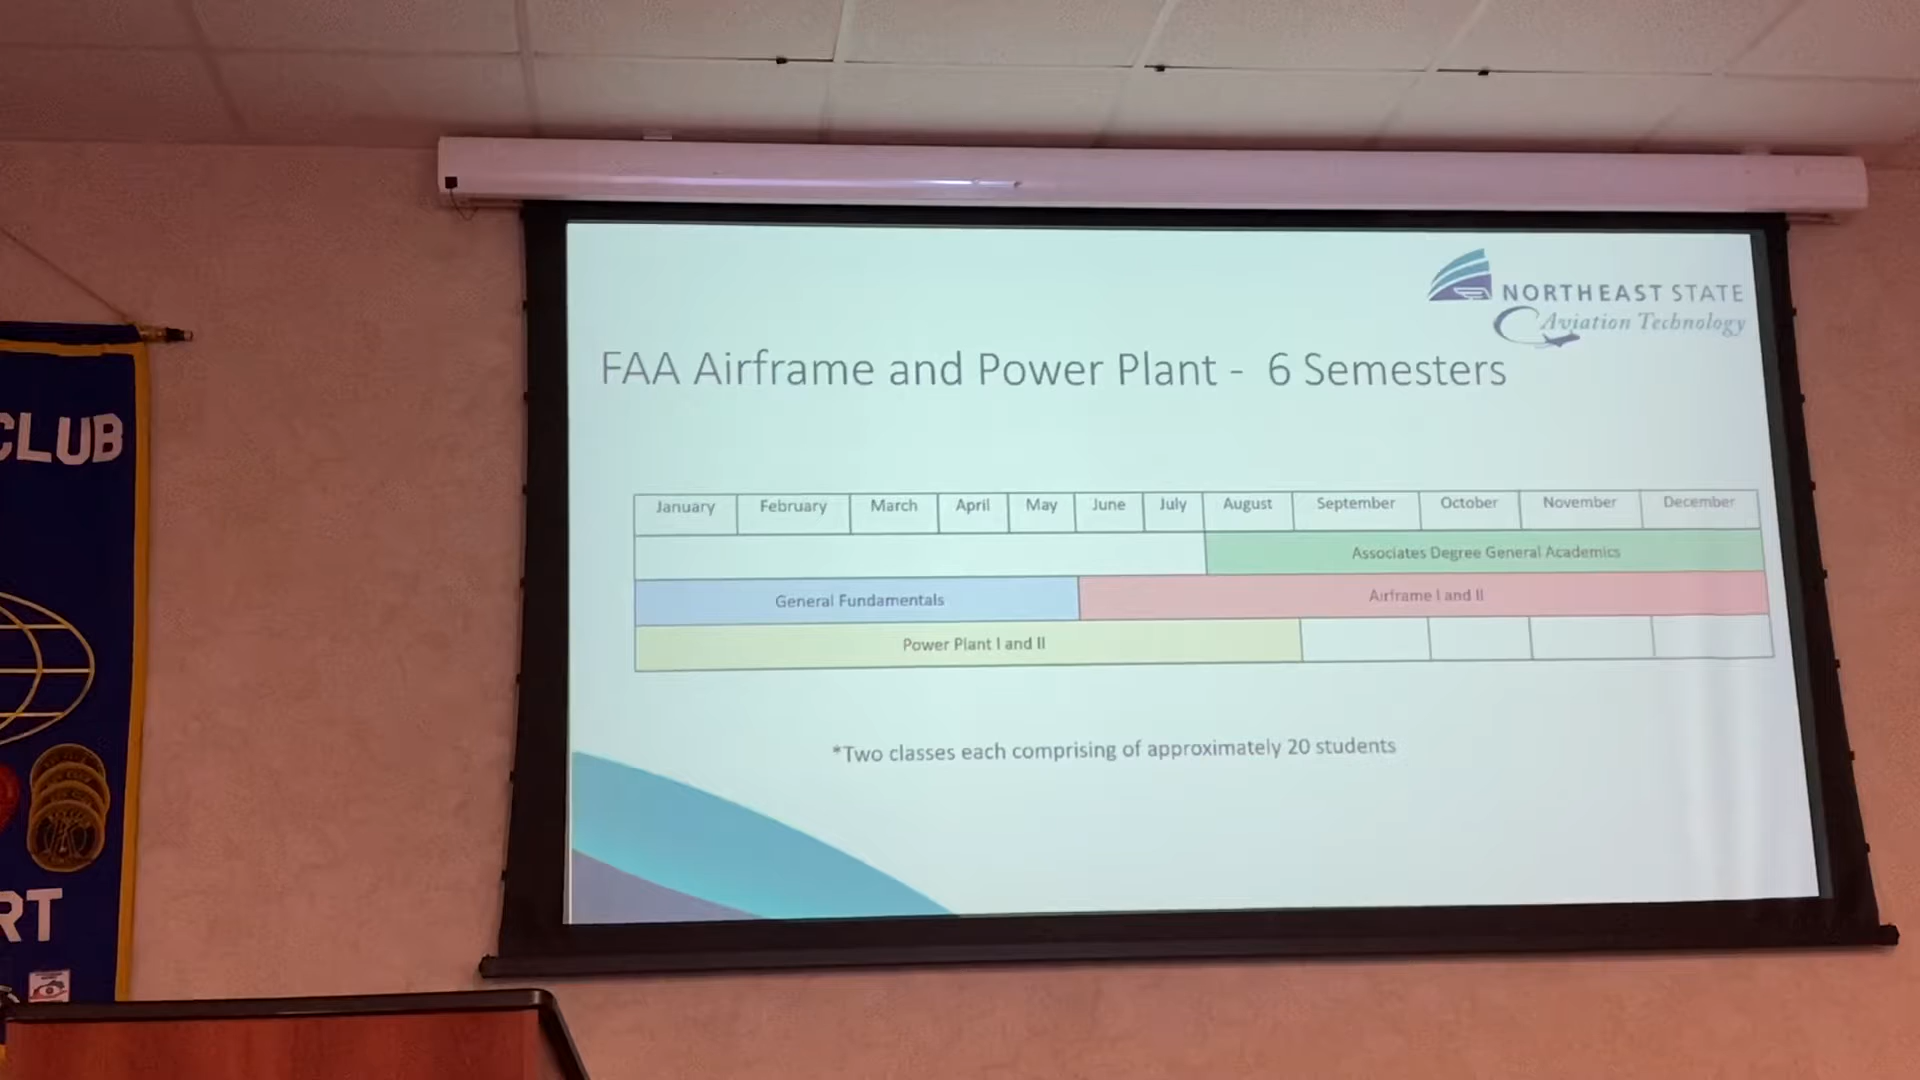 CLUB
RT
NORTHEAST STATE
Aviation Technology
FAA Airframe and Power Plant - 6 Semesters
January February March April May June July August September October November December
Associates Degree General Academics
General Fundamentals Airframe I and II
Power Plant I and II
*Two classes each comprising of approximately 20 students